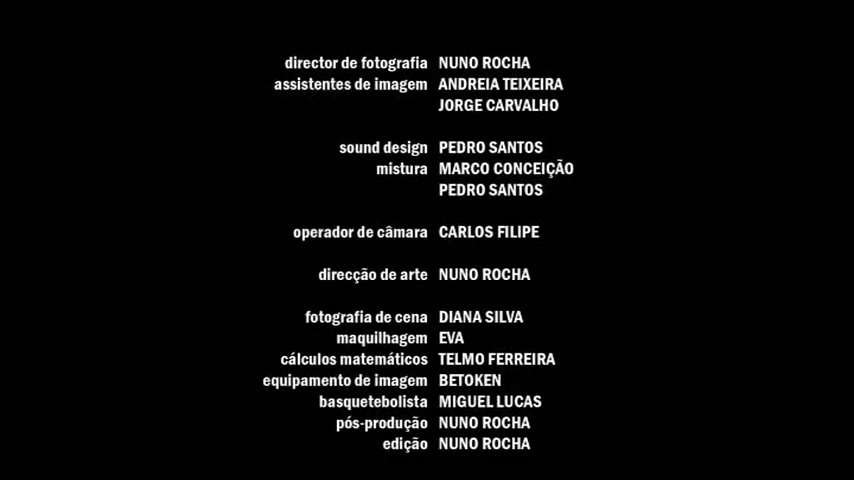 director de fotografia NUNO ROCHA
assistentes de imagem ANDREIA TEIXEIRA
JORGE CARVALHO
sound design PEDRO SANTOS
mistura MARCO CONCEIÇÃO
PEDRO SANTOS
operador de câmara CARLOS FILIPE
direcção de arte NUNO ROCHA
fotografia de cena DIANA SILVA
maquilhagem EVA
cálculos matemáticos TELMO FERREIRA
equipamento de imagem BETOKEN
basquetebolista MIGUEL LUCAS
pós-produção NUNO ROCHA
edição NUNO ROCHA